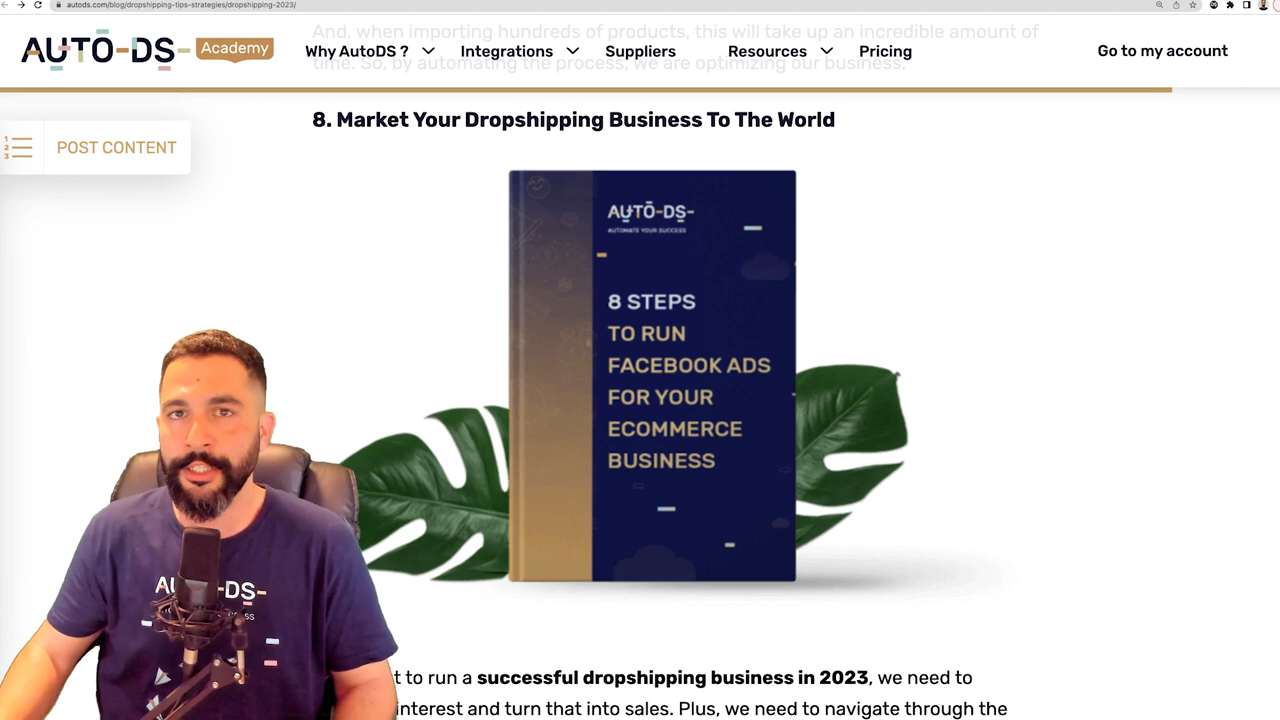 autods.com/blog/dropshipping-tips-strategies/dropshipping-2023/
And, when importing hundreds of products, this will take up an incredible amount of
AUTO-DS- Academy Why AutoDS ? Integrations Suppliers Resources Pricing Go to my account
time. So, by automating the process, we are optimizing our business.
8. Market Your Dropshipping Business To The World
1
2
3
POST CONTENT
AUTO-DS-
AUTOMATE YOUR SUCCESS
8 STEPS
TO RUN
FACEBOOK ADS
FOR YOUR
ECOMMERCE
BUSINESS
AU DS-
t to run a successful dropshipping business in 2023, we need to
interest and turn that into sales. Plus, we need to navigate through the